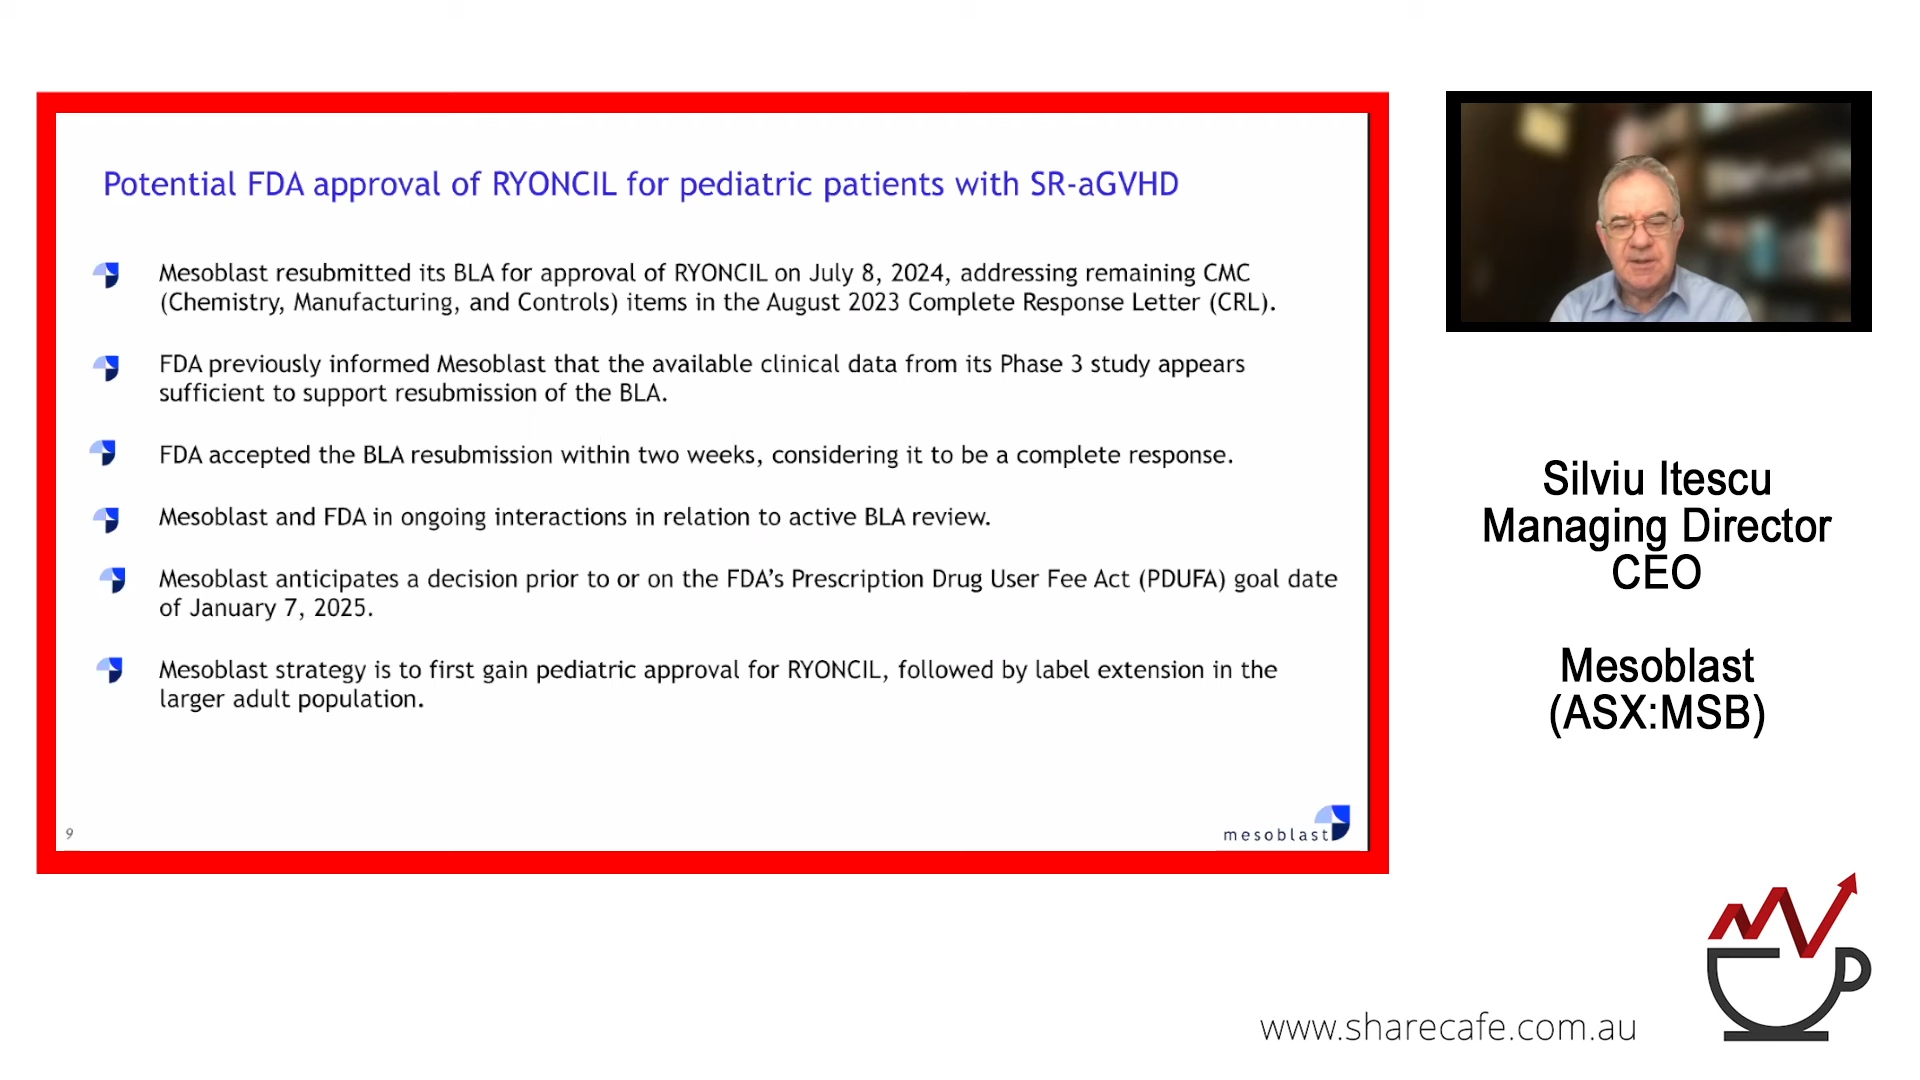 Potential FDA approval of RYONCIL for pediatric patients with SR-aGVHD
Mesoblast resubmitted its BLA for approval of RYONCIL on July 8, 2024, addressing remaining CMC
(Chemistry, Manufacturing, and Controls) items in the August 2023 Complete Response Letter (CRL).
FDA previously informed Mesoblast that the available clinical data from its Phase 3 study appears
sufficient to support resubmission of the BLA.
FDA accepted the BLA resubmission within two weeks, considering it to be a complete response.
Mesoblast and FDA in ongoing interactions in relation to active BLA review.
Mesoblast anticipates a decision prior to or on the FDA's Prescription Drug User Fee Act (PDUFA) goal date
of January 7, 2025.
Mesoblast strategy is to first gain pediatric approval for RYONCIL, followed by label extension in the
larger adult population.
9
mesoblast
Silviu Itescu
Managing Director
CEO
Mesoblast
(ASX:MSB)
www.sharecafe.com.au